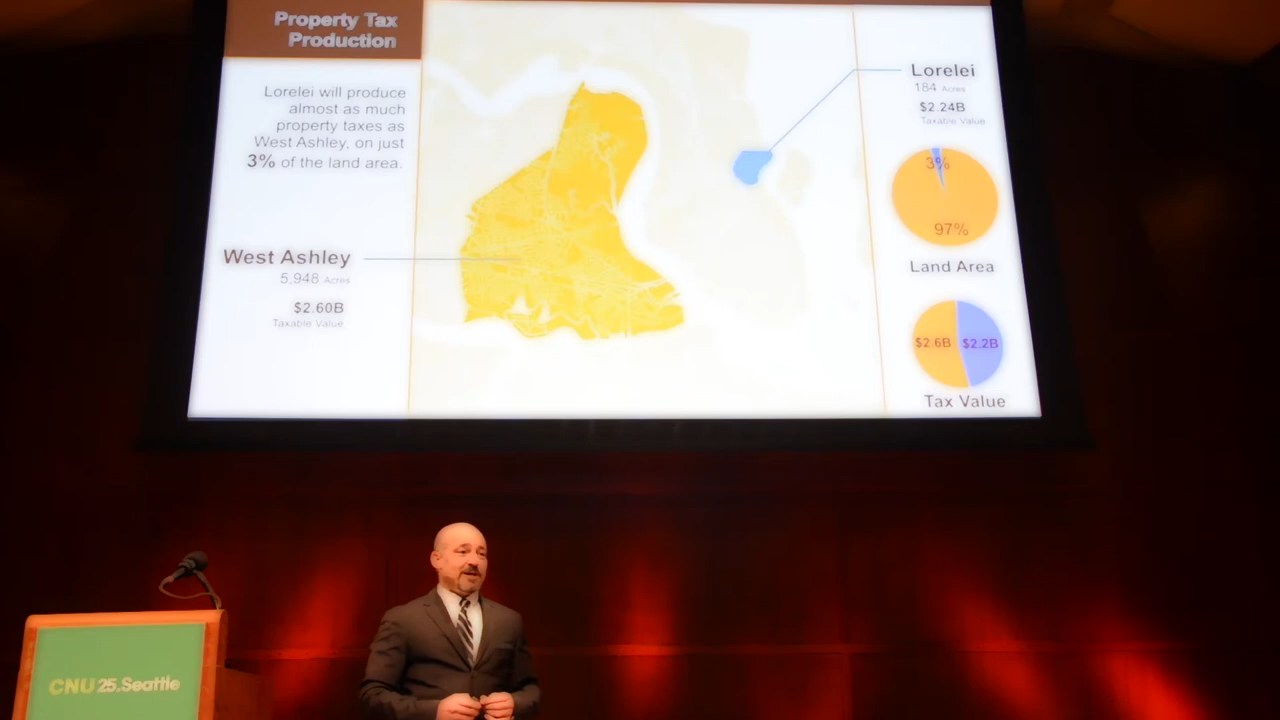 Property Tax
Production
Lorelei will produce
almost as much
property taxes as
West Ashley, on just
3% of the land area.
West Ashley
5,948 Acres
$2.60B
Taxable Value
Lorelei
184 Acres
$2.24B
Taxable Value
3%
97%
Land Area
$2.6B $2.2B
Tax Value
CNU 25.Seattle